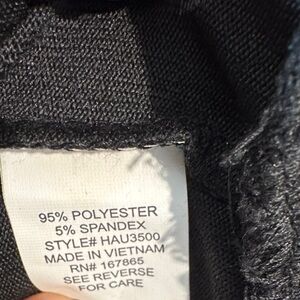 95% POLYESTER
5% SPANDEX
STYLE# HAU3500
MADE IN VIETNAM
RN# 167865
SEE REVERSE
FOR CARE